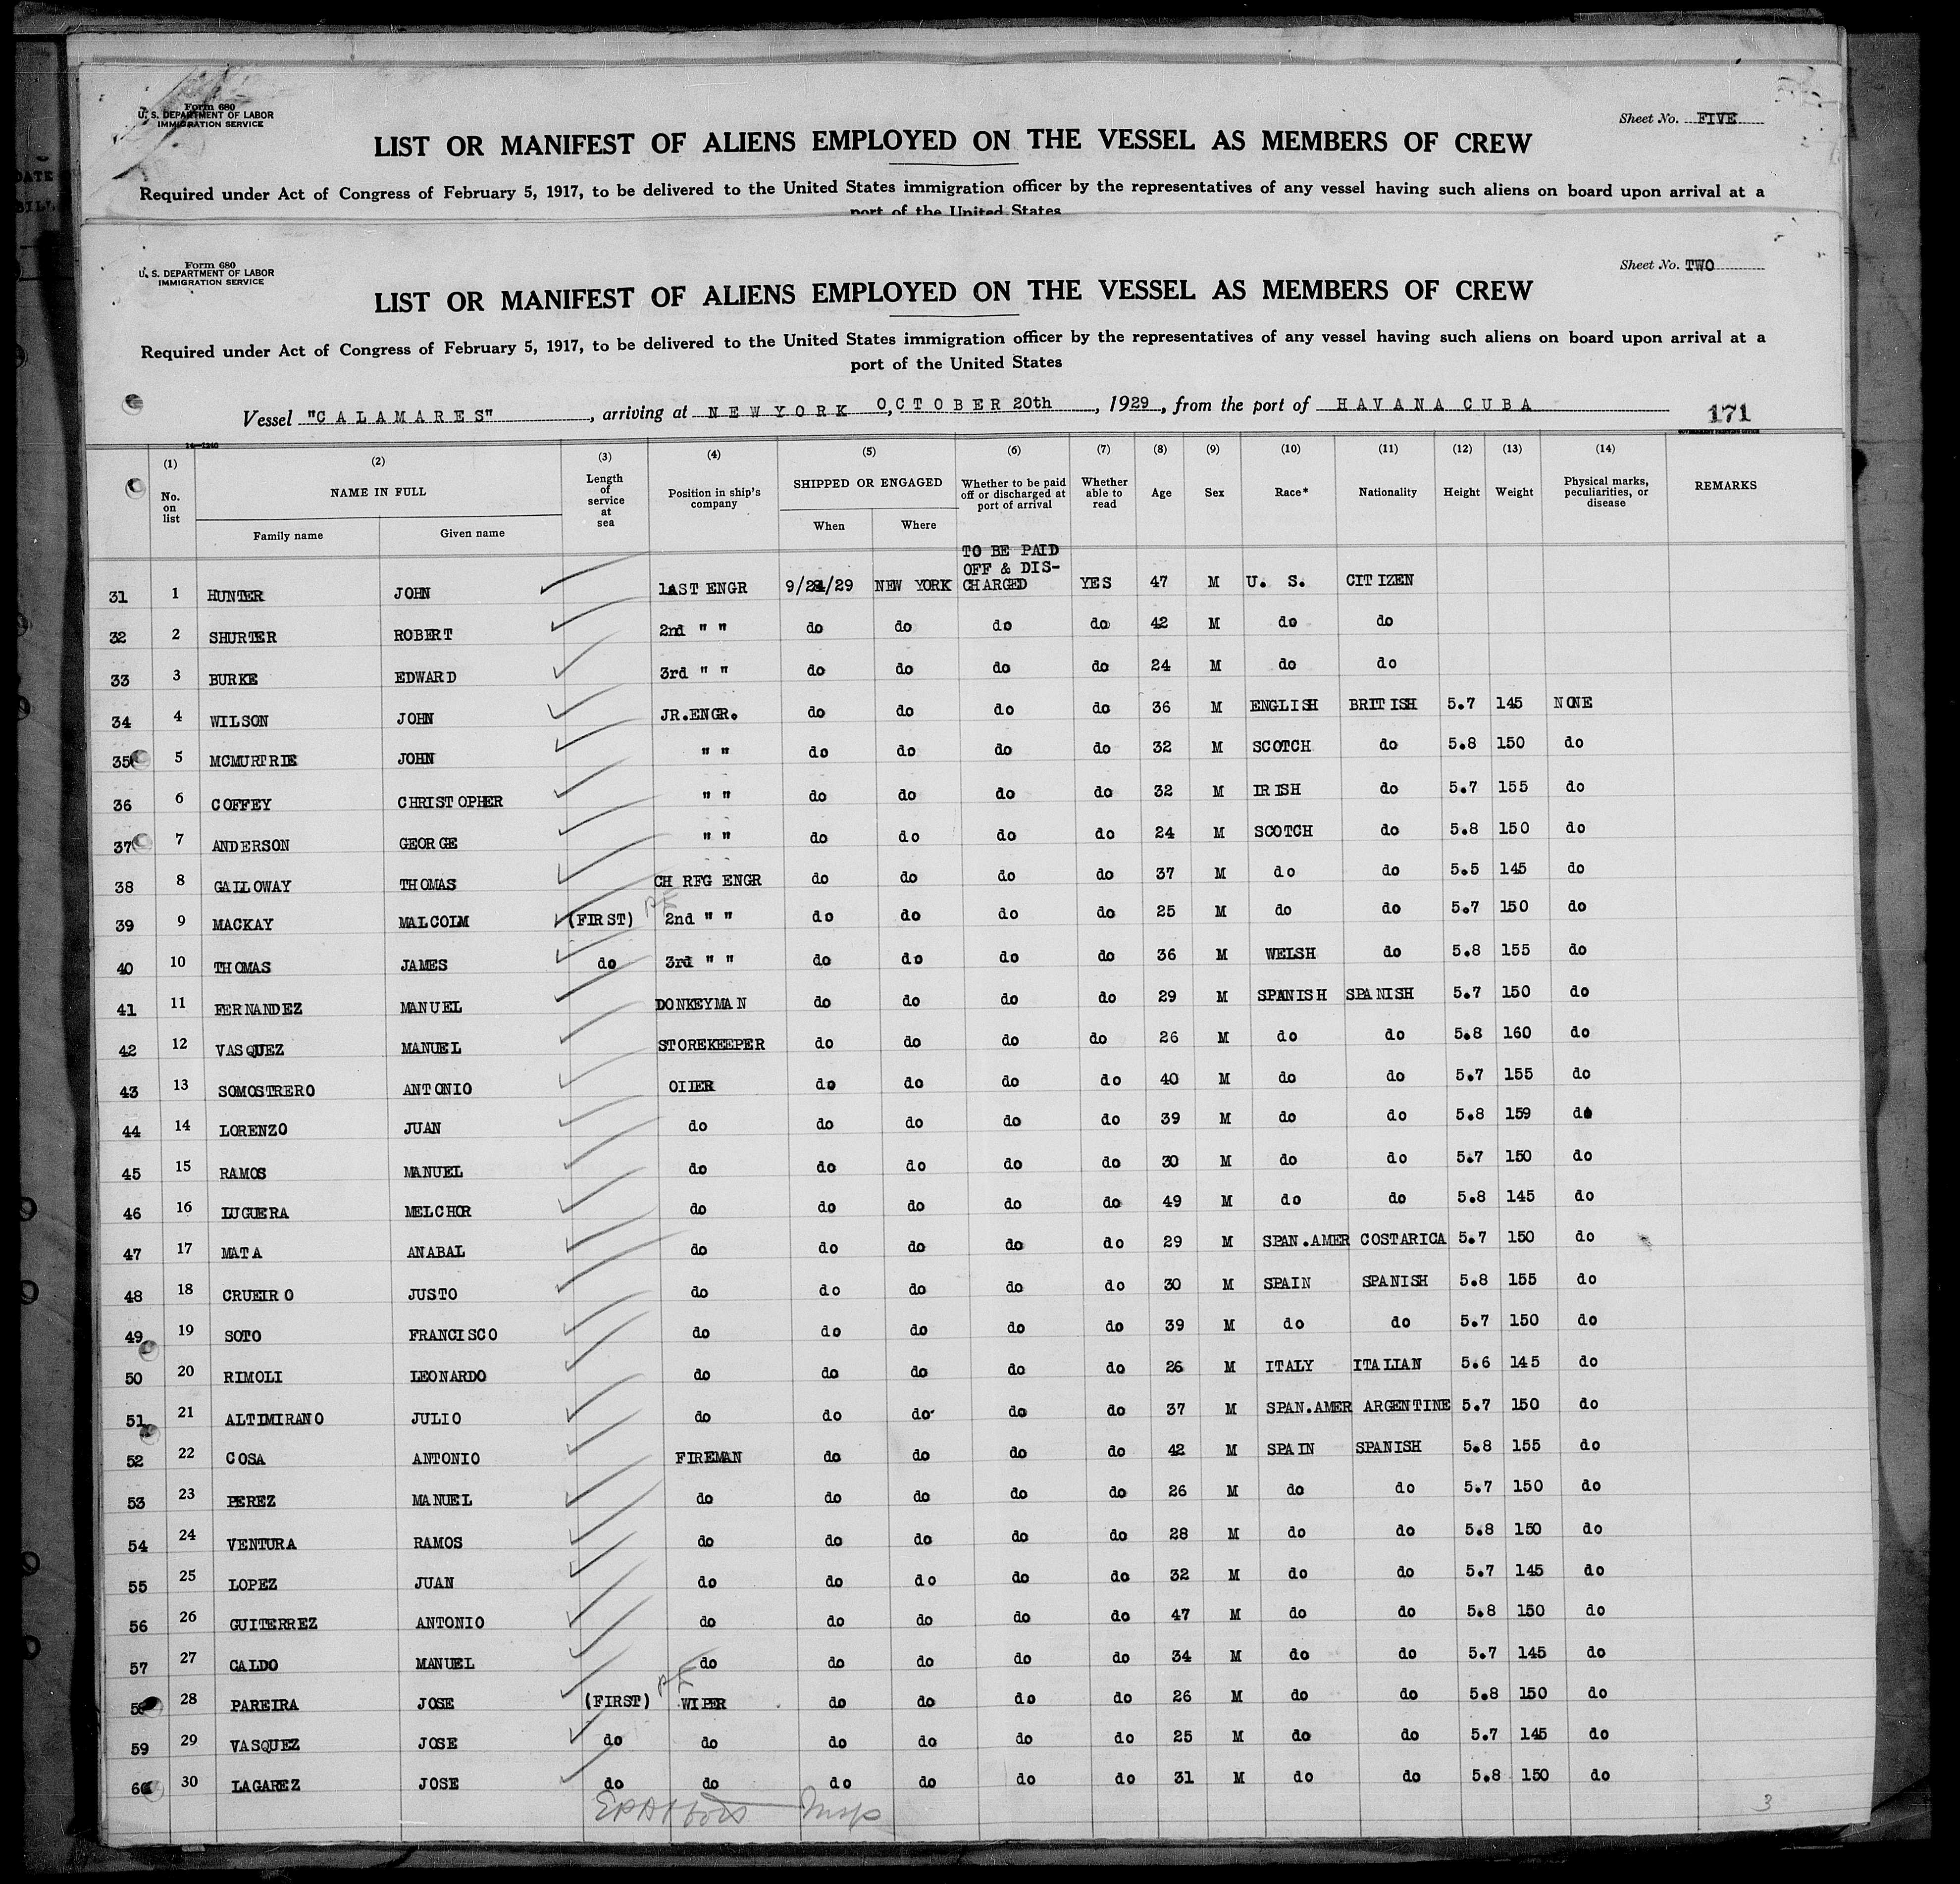 Form 680
U. S. DEPARTMENT OF LABOR
IMMIGRATION SERVICE
Sheet No. FIVE
LIST OR MANIFEST OF ALIENS EMPLOYED ON THE VESSEL AS MEMBERS OF CREW
Required under Act of Congress of February 5, 1917, to be delivered to the United States immigration officer by the representatives of any vessel having such aliens on board upon arrival at a
port of the United States
Form 680
U. S. DEPARTMENT OF LABOR
IMMIGRATION SERVICE
Sheet No. TWO
LIST OR MANIFEST OF ALIENS EMPLOYED ON THE VESSEL AS MEMBERS OF CREW
Required under Act of Congress of February 5, 1917, to be delivered to the United States immigration officer by the representatives of any vessel having such aliens on board upon arrival at a
port of the United States
Vessel "CALAMARES", arriving at NEW YORK, OCTOBER 20th, 1929, from the port of HAVANA CUBA
171
14-1240 GOVERNMENT PRINTING OFFICE
(1) (2) (3) (4) (5) (6) (7) (8) (9) (10) (11) (12) (13) (14)
No. on list NAME IN FULL Family name Given name Length of service at sea Position in ship's company SHIPPED OR ENGAGED When Where Whether to be paid off or discharged at port of arrival Whether able to read Age Sex Race* Nationality Height Weight Physical marks, peculiarities, or disease REMARKS
TO BE PAID
OFF & DIS-
31 1 HUNTER JOHN 1AST ENGR 9/24/29 NEW YORK CHARGED YES 47 M U. S. CITIZEN
32 2 SHURTER ROBERT 2nd " " do do do do 42 M do do
33 3 BURKE EDWARD 3rd " " do do do do 24 M do do
34 4 WILSON JOHN JR.ENGR. do do do do 36 M ENGLISH BRITISH 5.7 145 NONE
35 5 MCMURTRIE JOHN " " do do do do 32 M SCOTCH do 5.8 150 do
36 6 COFFEY CHRISTOPHER " " do do do do 32 M IRISH do 5.7 155 do
37 7 ANDERSON GEORGE " " do do do do 24 M SCOTCH do 5.8 150 do
38 8 GALLOWAY THOMAS CH RFG ENGR do do do do 37 M do do 5.5 145 do
39 9 MACKAY MALCOLM (FIRST) 2nd " " do do do do 25 M do do 5.7 150 do
40 10 THOMAS JAMES do 3rd " " do do do do 36 M WELSH do 5.8 155 do
41 11 FERNANDEZ MANUEL DONKEYMAN do do do do 29 M SPANISH SPANISH 5.7 150 do
42 12 VASQUEZ MANUEL STOREKEEPER do do do do 26 M do do 5.8 160 do
43 13 SOMOSTRERO ANTONIO OILER do do do do 40 M do do 5.7 155 do
44 14 LORENZO JUAN do do do do do 39 M do do 5.8 159 do
45 15 RAMOS MANUEL do do do do do 30 M do do 5.7 150 do
46 16 LUGUERA MELCHOR do do do do do 49 M do do 5.8 145 do
47 17 MATA ANABAL do do do do do 29 M SPAN.AMER COSTARICA 5.7 150 do
48 18 CRUEIRO JUSTO do do do do do 30 M SPAIN SPANISH 5.8 155 do
49 19 SOTO FRANCISCO do do do do do 39 M do do 5.7 150 do
50 20 RIMOLI LEONARDO do do do do do 26 M ITALY ITALIAN 5.6 145 do
51 21 ALTIMIRANO JULIO do do do do do 37 M SPAN.AMER ARGENTINE 5.7 150 do
52 22 COSA ANTONIO FIREMAN do do do do 42 M SPAIN SPANISH 5.8 155 do
53 23 PEREZ MANUEL do do do do do 26 M do do 5.7 150 do
54 24 VENTURA RAMOS do do do do do 28 M do do 5.8 150 do
55 25 LOPEZ JUAN do do do do do 32 M do do 5.7 145 do
56 26 GUITERREZ ANTONIO do do do do do 47 M do do 5.8 150 do
57 27 CALDO MANUEL do do do do do 34 M do do 5.7 145 do
28 PAREIRA JOSE (FIRST) WIPER do do do do 26 M do do 5.8 150 do
59 29 VASQUEZ JOSE do do do do do do 25 M do do 5.7 145 do
60 30 LAGAREZ JOSE do do do do do do 31 M do do 5.8 150 do
Insp
3